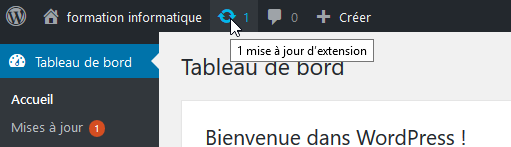 formation informatique 1 0 + Créer
1 mise à jour d'extension
Tableau de bord
Tableau de bord
Accueil
Mises à jour 1
Bienvenue dans WordPress !